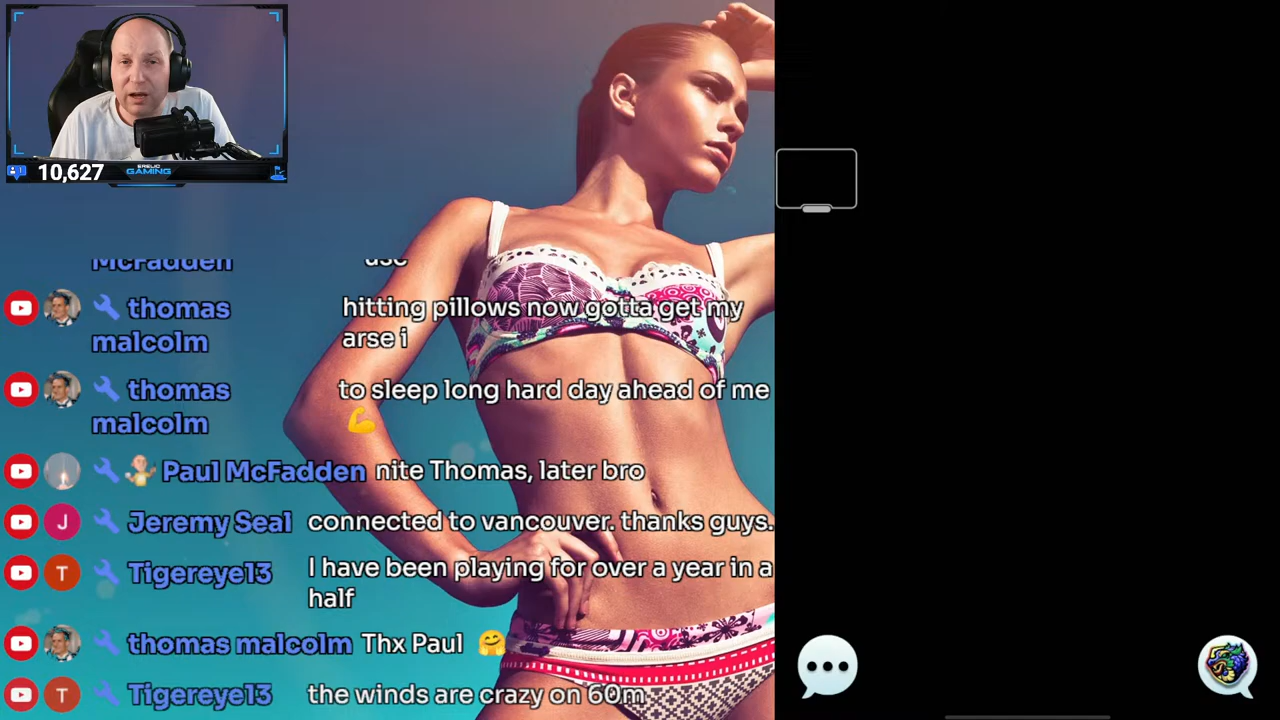 10,627
ERELIC
GAMING
McFadden
use
thomas hitting pillows now gotta get my
malcolm arse i
thomas to sleep long hard day ahead of me
malcolm 💪
Paul McFadden nite Thomas, later bro
J Jeremy Seal connected to vancouver. thanks guys.
T Tigereye13 I have been playing for over a year in a
half
thomas malcolm Thx Paul 🤗
T Tigereye13 the winds are crazy on 60m